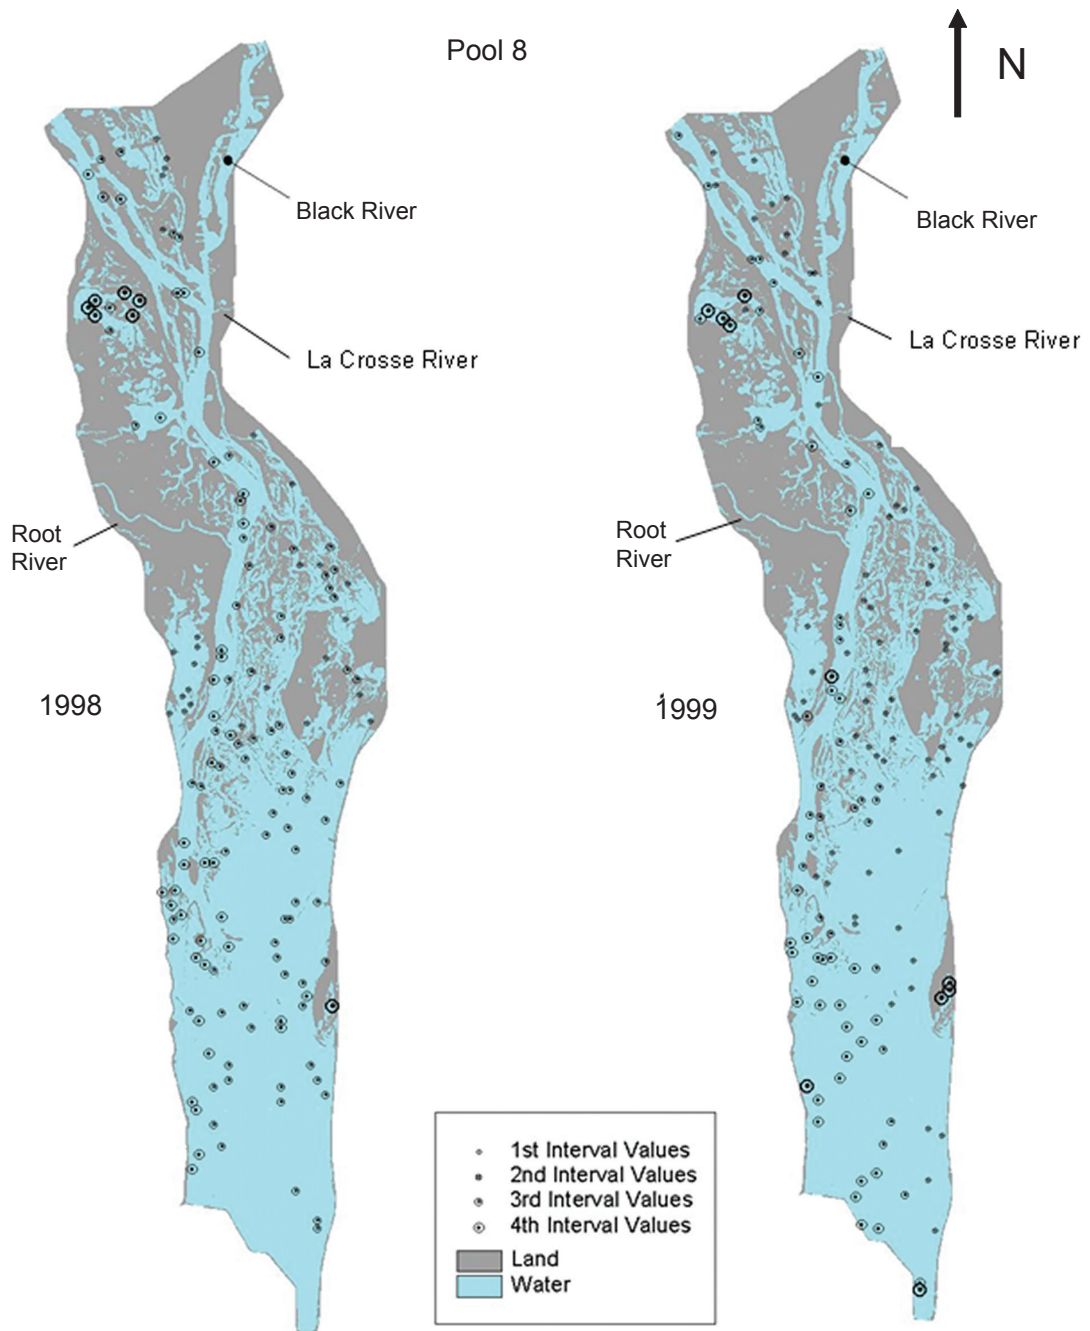 Pool 8
N
Black River
Black River
La Crosse River
La Crosse River
Root
River
Root
River
1998
1999
1st Interval Values
2nd Interval Values
3rd Interval Values
4th Interval Values
Land
Water